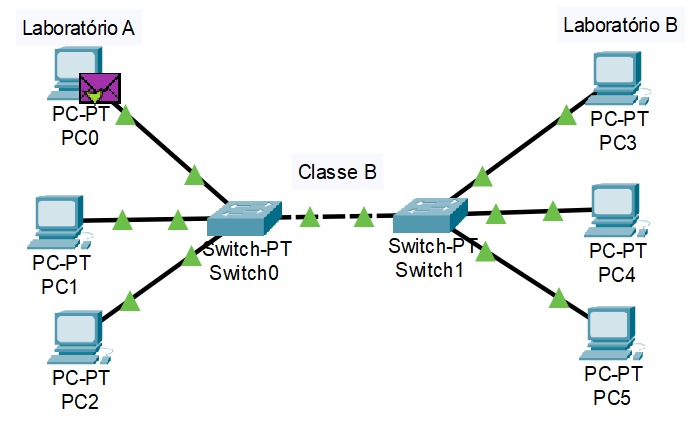 Laboratório A
Laboratório B
PC-PT
PC0
PC-PT
PC3
Classe B
Switch-PT
Switch0
Switch-PT
Switch1
PC-PT
PC1
PC-PT
PC4
PC-PT
PC2
PC-PT
PC5